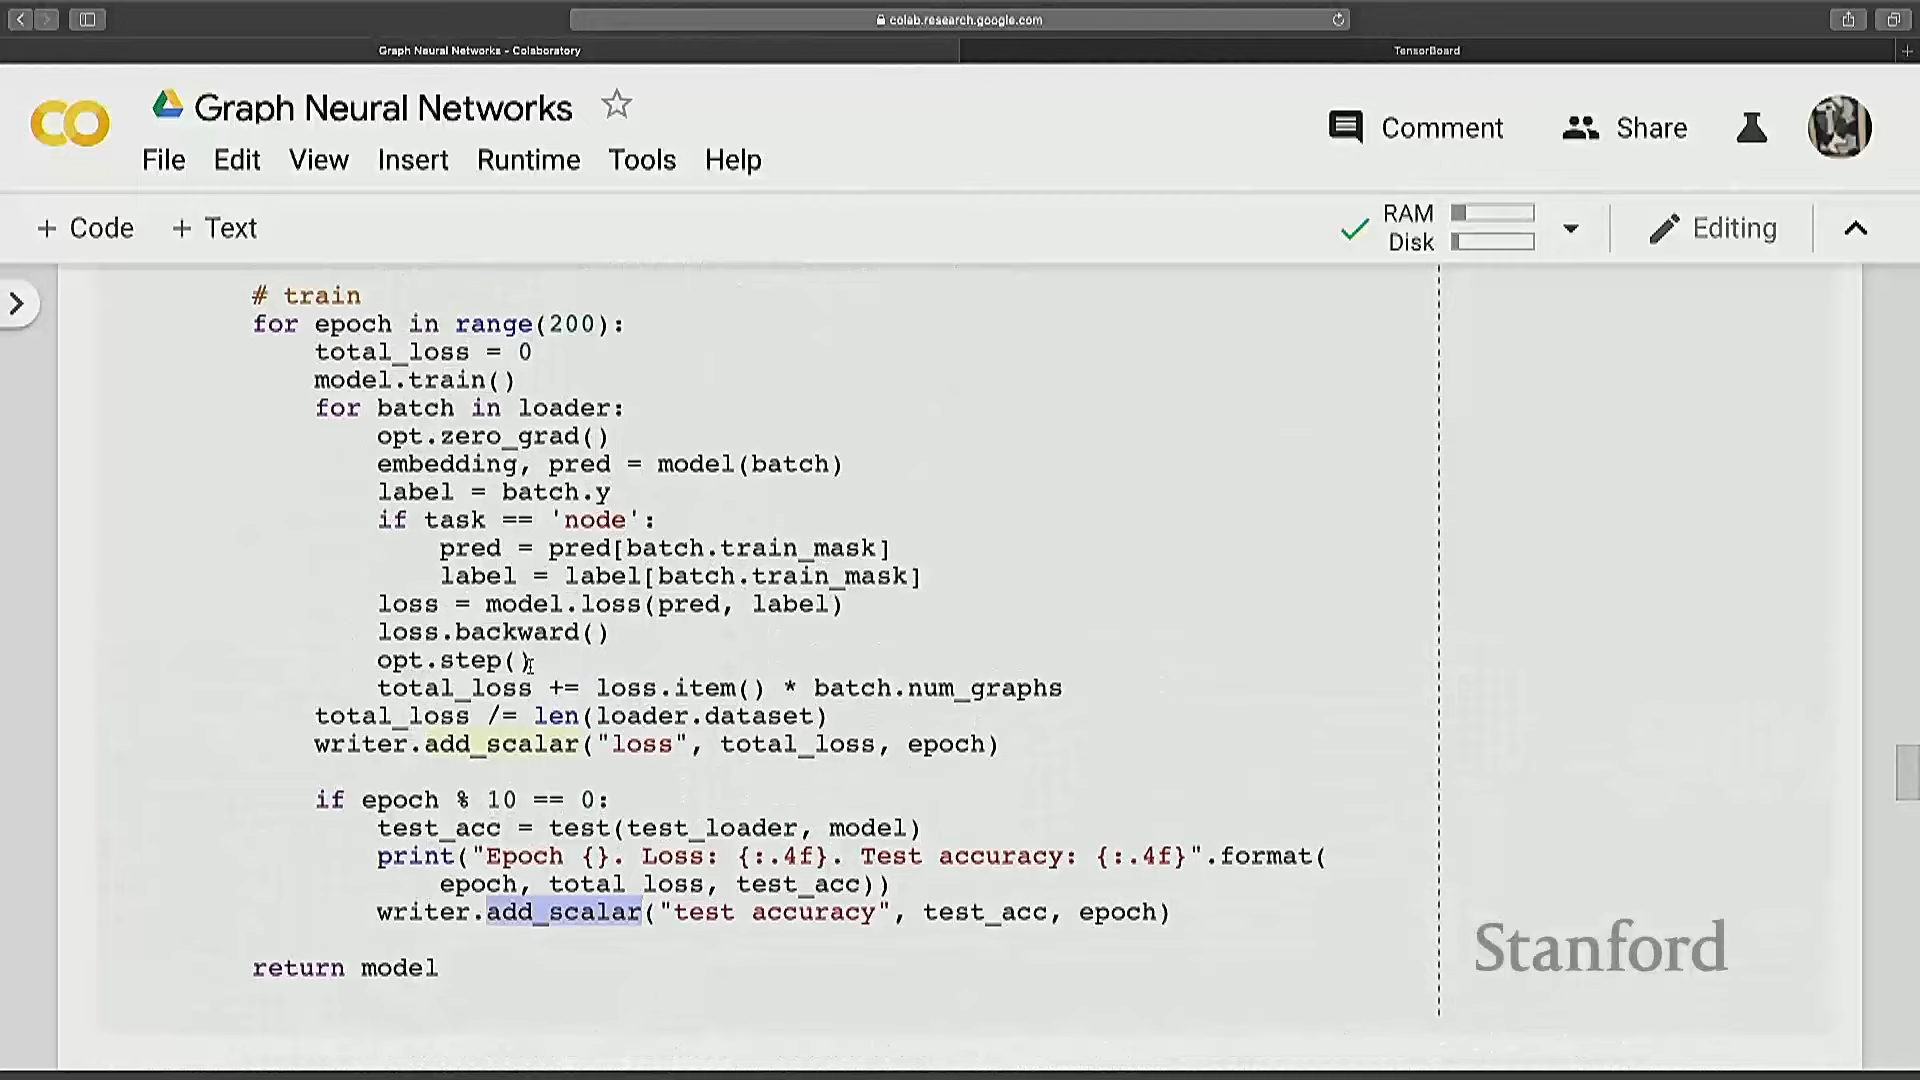 colab.research.google.com
Graph Neural Networks - Colaboratory
TensorBoard
CO
Graph Neural Networks
Comment
Share
File Edit View Insert Runtime Tools Help
+ Code + Text
RAM
Disk
Editing
# train
for epoch in range(200):
total_loss = 0
model.train()
for batch in loader:
opt.zero_grad()
embedding, pred = model(batch)
label = batch.y
if task == 'node':
pred = pred[batch.train_mask]
label = label[batch.train_mask]
loss = model.loss(pred, label)
loss.backward()
opt.step()
total_loss += loss.item() * batch.num_graphs
total_loss /= len(loader.dataset)
writer.add_scalar("loss", total_loss, epoch)
if epoch % 10 == 0:
test_acc = test(test_loader, model)
print("Epoch {}. Loss: {:.4f}. Test accuracy: {:.4f}".format(
epoch, total_loss, test_acc))
writer.add_scalar("test accuracy", test_acc, epoch)
return model
Stanford